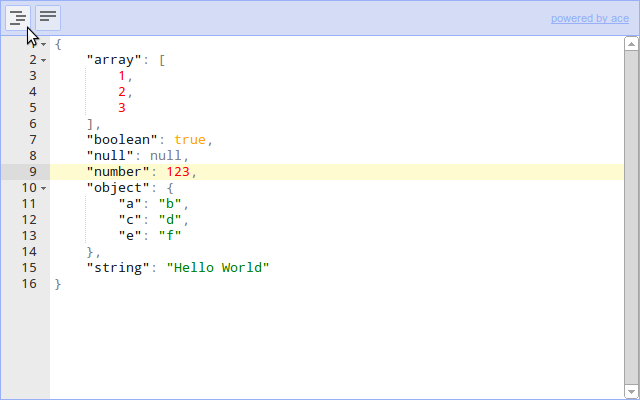 powered by ace
1 {
2     "array": [
3         1,
4         2,
5         3
6     ],
7     "boolean": true,
8     "null": null,
9     "number": 123,
10     "object": {
11         "a": "b",
12         "c": "d",
13         "e": "f"
14     },
15     "string": "Hello World"
16 }